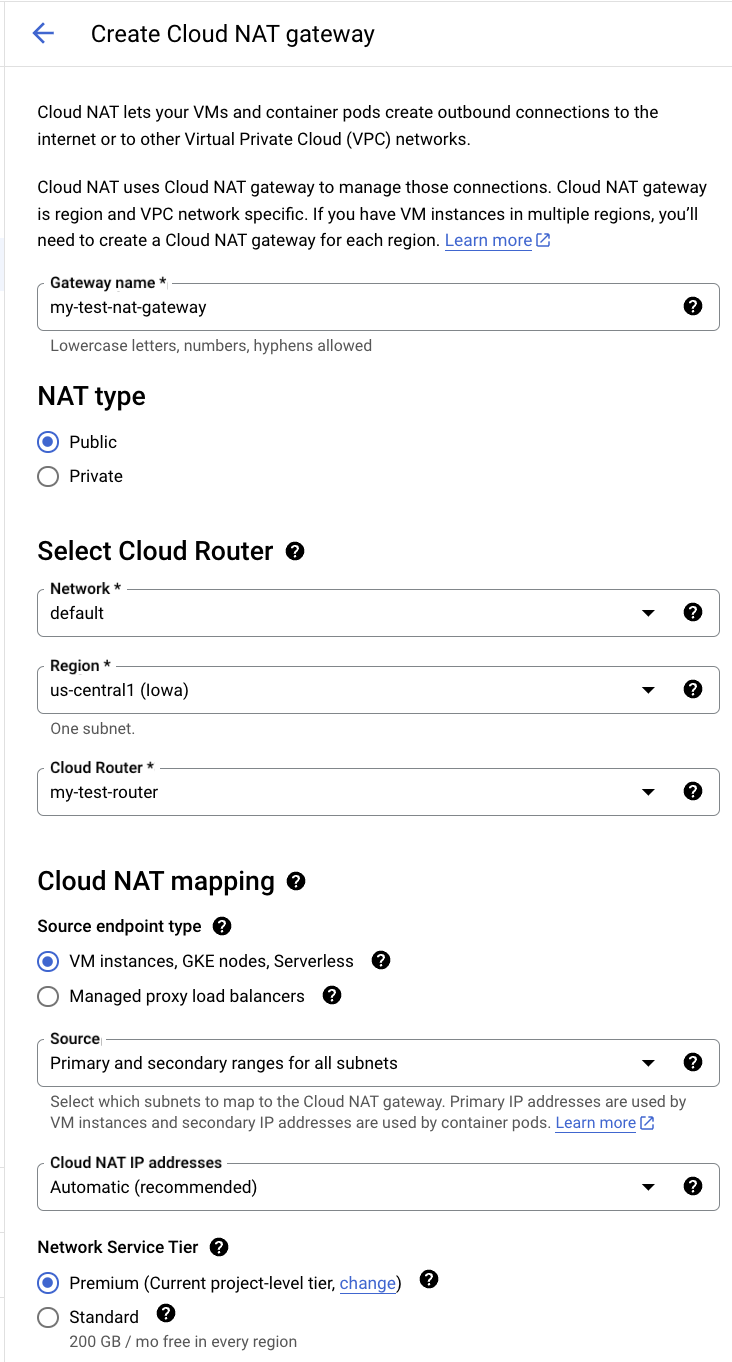 Create Cloud NAT gateway
Cloud NAT lets your VMs and container pods create outbound connections to the
internet or to other Virtual Private Cloud (VPC) networks.
Cloud NAT uses Cloud NAT gateway to manage those connections. Cloud NAT gateway
is region and VPC network specific. If you have VM instances in multiple regions, you’ll
need to create a Cloud NAT gateway for each region. Learn more
Gateway name *
my-test-nat-gateway
Lowercase letters, numbers, hyphens allowed
NAT type
Public
Private
Select Cloud Router
Network *
default
Region *
us-central1 (Iowa)
One subnet.
Cloud Router *
my-test-router
Cloud NAT mapping
Source endpoint type
VM instances, GKE nodes, Serverless
Managed proxy load balancers
Source
Primary and secondary ranges for all subnets
Select which subnets to map to the Cloud NAT gateway. Primary IP addresses are used by
VM instances and secondary IP addresses are used by container pods. Learn more
Cloud NAT IP addresses
Automatic (recommended)
Network Service Tier
Premium (Current project-level tier, change)
Standard
200 GB / mo free in every region